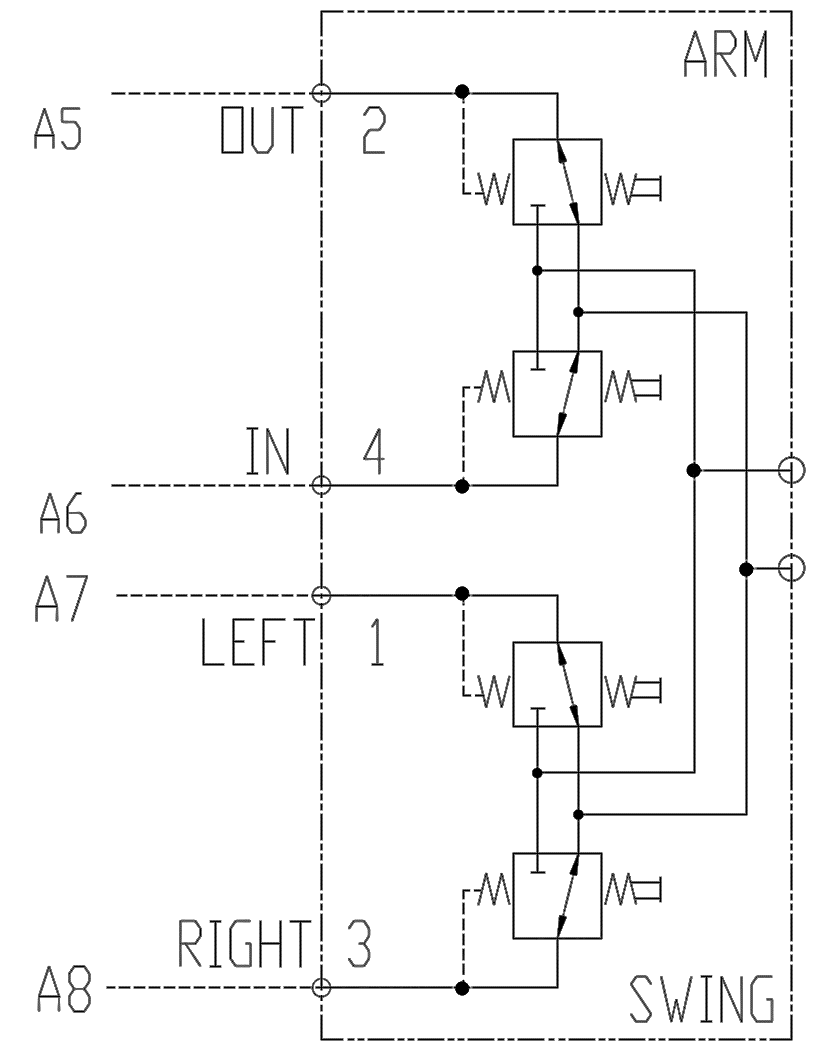 ARM
A5
OUT 2
IN 4
A6
A7
LEFT 1
RIGHT 3
A8
SWING